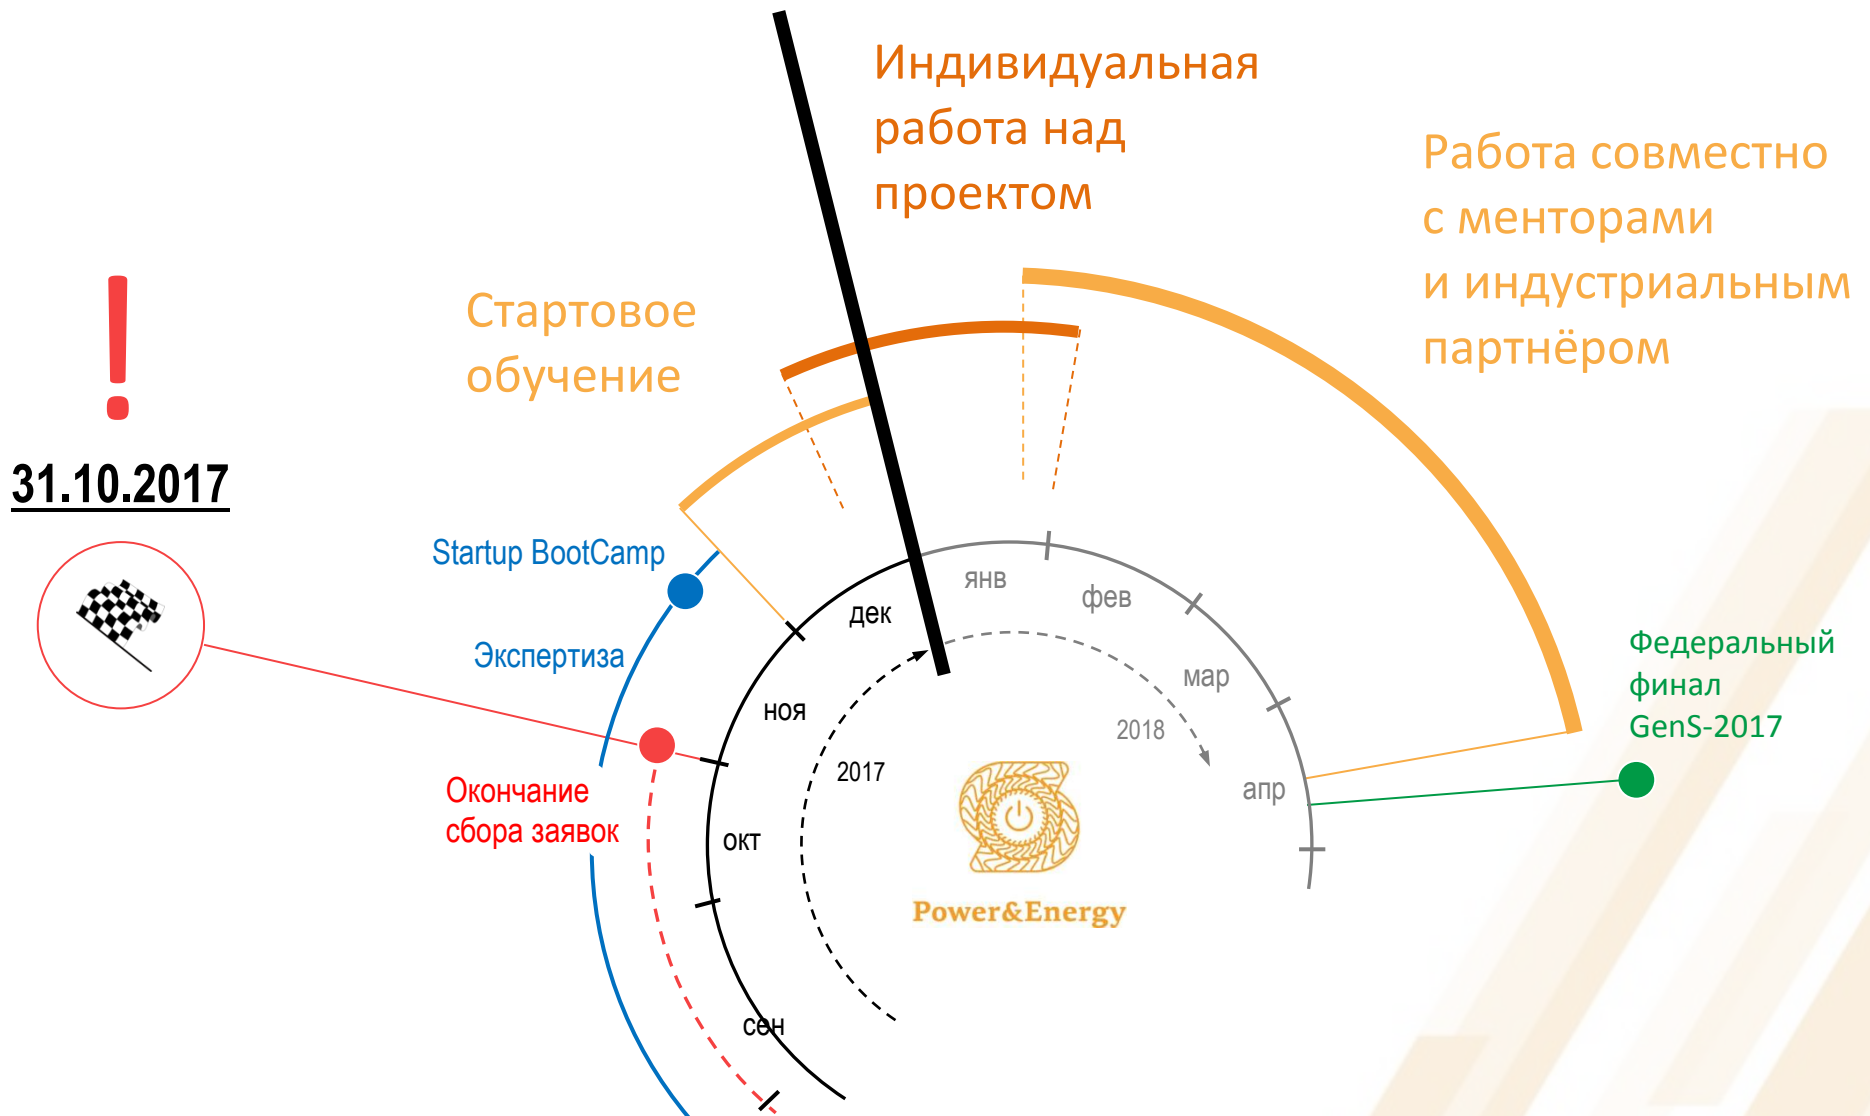 Индивидуальная
работа над
проектом
Работа совместно
с менторами
и индустриальным
партнёром
Стартовое
обучение
!
31.10.2017
Startup BootCamp
Экспертиза
Окончание
сбора заявок
янв
фев
дек
мар
ноя
2018
2017
апр
окт
сен
Федеральный
финал
GenS-2017
Power&Energy